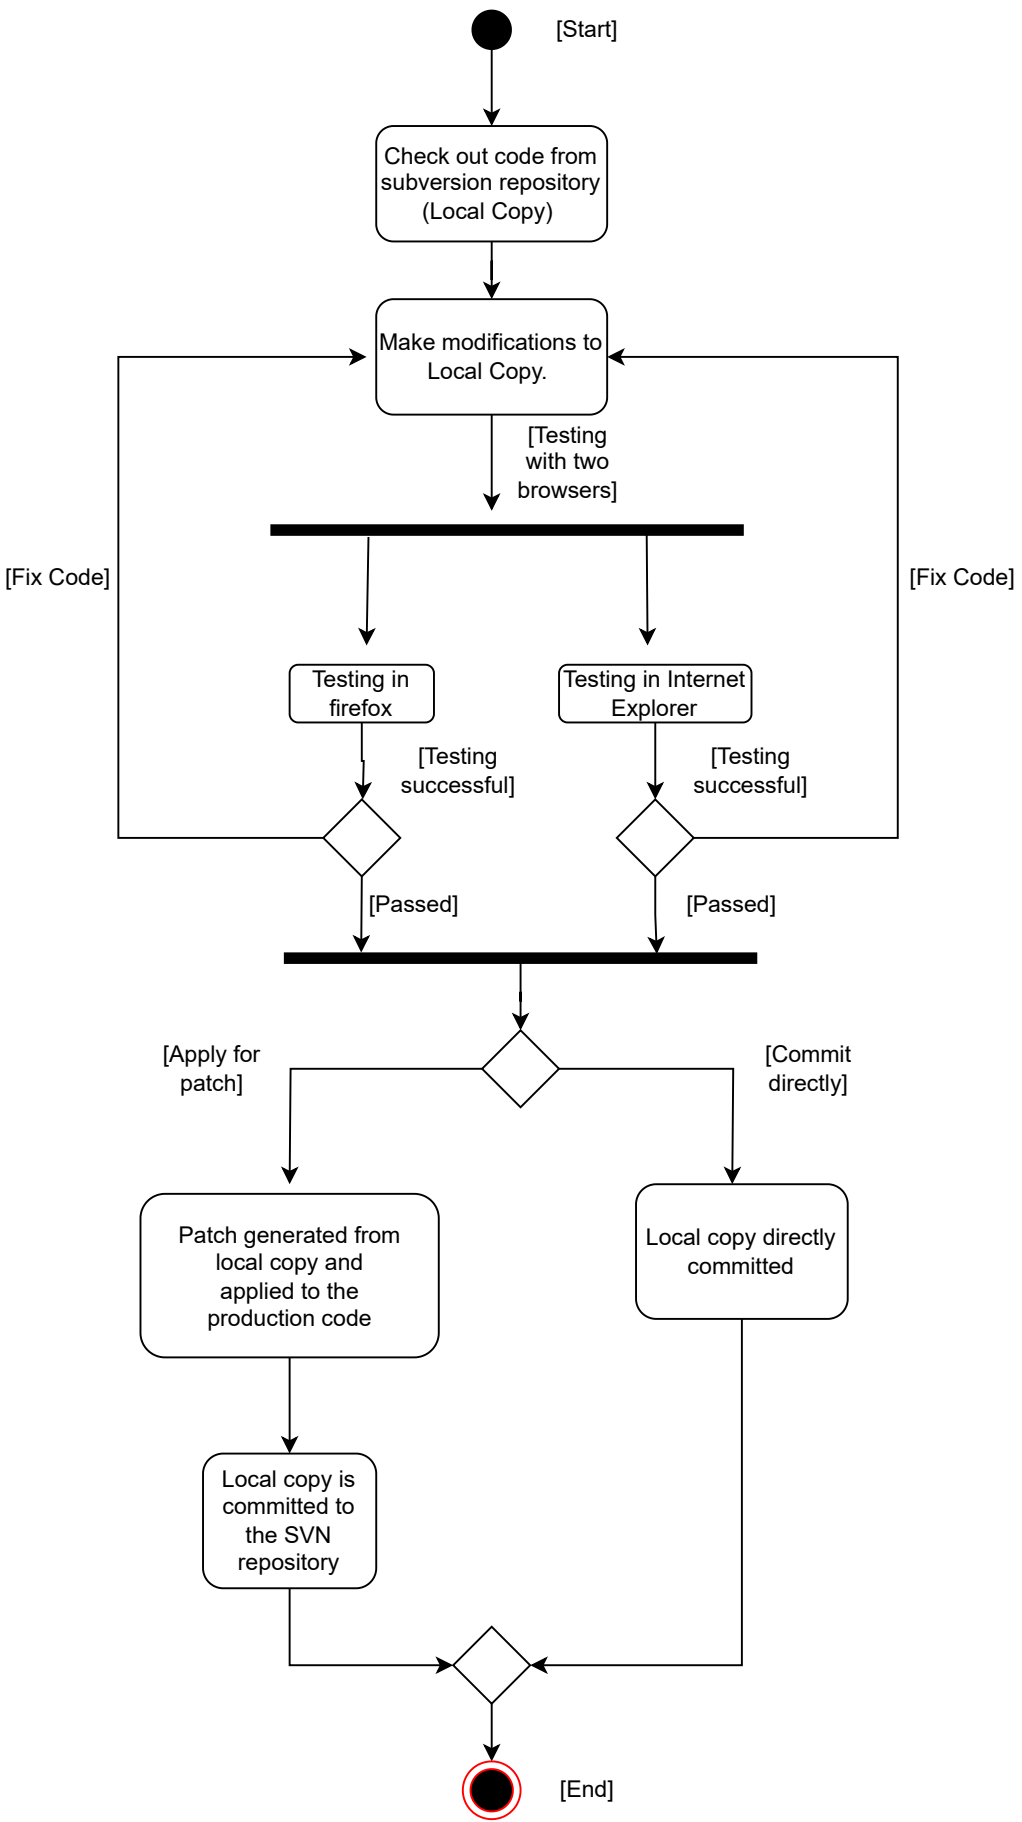 [Start]
Check out code from
subversion repository
(Local Copy)
Make modifications to
Local Copy.
[Testing
with two
browsers]
[Fix Code]
[Fix Code]
Testing in
firefox
Testing in Internet
Explorer
[Testing
successful]
[Testing
successful]
[Passed]
[Passed]
[Apply for
patch]
[Commit
directly]
Patch generated from
local copy and
applied to the
production code
Local copy directly
committed
Local copy is
committed to
the SVN
repository
[End]